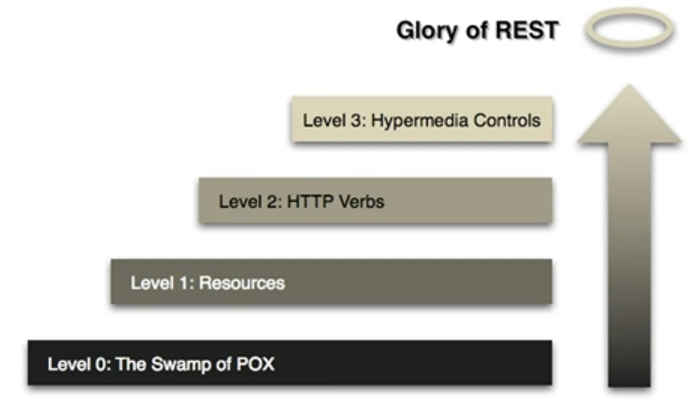 Glory of REST
Level 3: Hypermedia Controls
Level 2: HTTP Verbs
Level 1: Resources
Level 0: The Swamp of POX